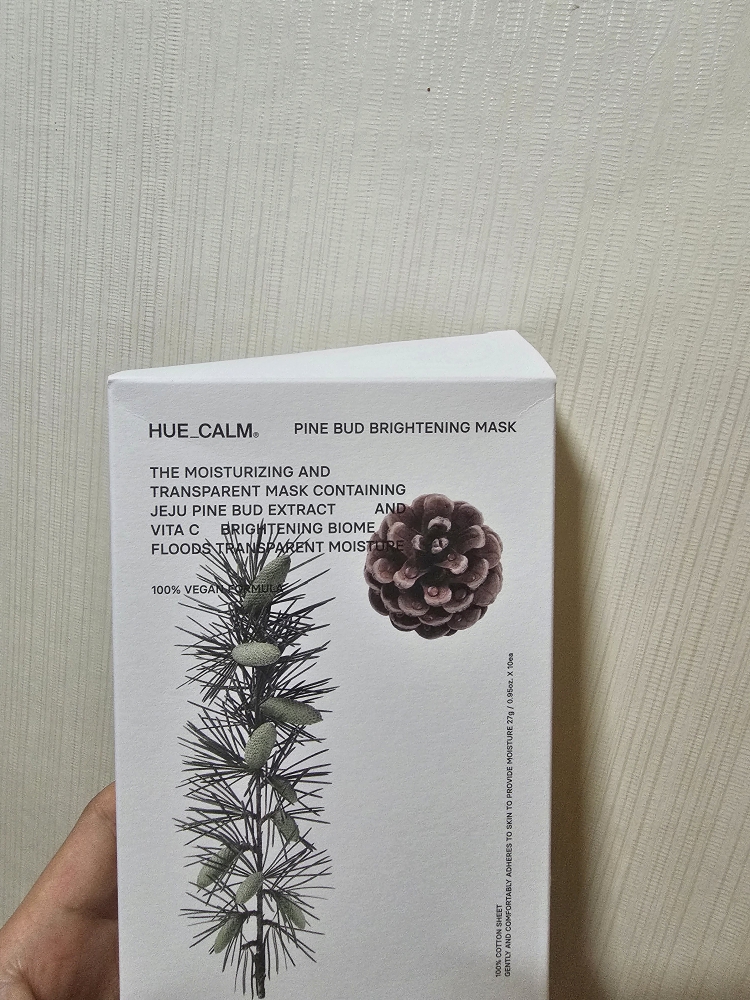 HUE_CALM® PINE BUD BRIGHTENING MASK
THE MOISTURIZING AND
TRANSPARENT MASK CONTAINING
JEJU PINE BUD EXTRACT AND
VITA C BRIGHTENING BIOME
FLOODS TRANSPARENT MOISTURE
100% VEGAN FORMULA
100% COTTON SHEET
GENTLY AND COMFORTABLY ADHERES TO SKIN TO PROVIDE MOISTURE 27g / 0.95oz. X 10ea